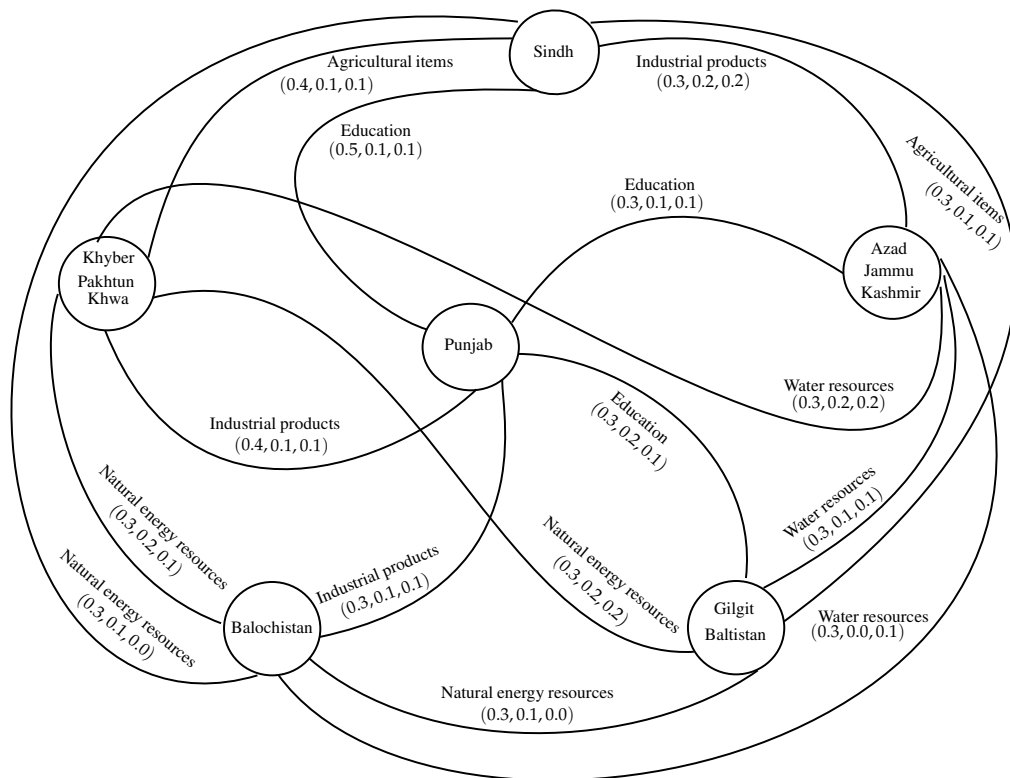 Sindh
Agricultural items
(0.4, 0.1, 0.1)
Industrial products
(0.3, 0.2, 0.2)
Education
(0.5, 0.1, 0.1)
Agricultural items
(0.3, 0.1, 0.1)
Education
(0.3, 0.1, 0.1)
Khyber
Pakhtun
Khwa
Azad
Jammu
Kashmir
Punjab
Water resources
(0.3, 0.2, 0.2)
Education
(0.3, 0.2, 0.1)
Industrial products
(0.4, 0.1, 0.1)
Natural energy resources
(0.3, 0.2, 0.1)
Water resources
(0.3, 0.1, 0.1)
Natural energy resources
(0.3, 0.1, 0.0)
Industrial products
(0.3, 0.1, 0.1)
Natural energy resources
(0.3, 0.2, 0.2)
Balochistan
Gilgit
Baltistan
Water resources
(0.3, 0.0, 0.1)
Natural energy resources
(0.3, 0.1, 0.0)